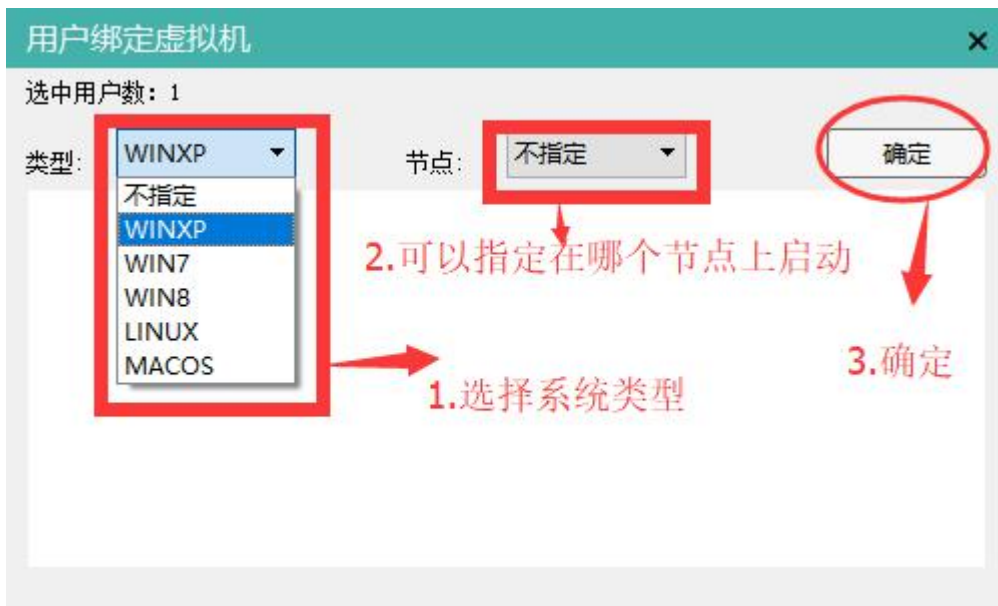 用户绑定虚拟机
选中用户数: 1
类型: WINXP 节点: 不指定 确定
不指定
WINXP
WIN7
WIN8
LINUX
MACOS
2.可以指定在哪个节点上启动
3.确定
1.选择系统类型